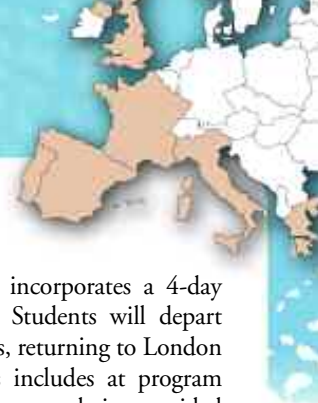 incorporates a 4-day
Students will depart
s, returning to London
includes at program